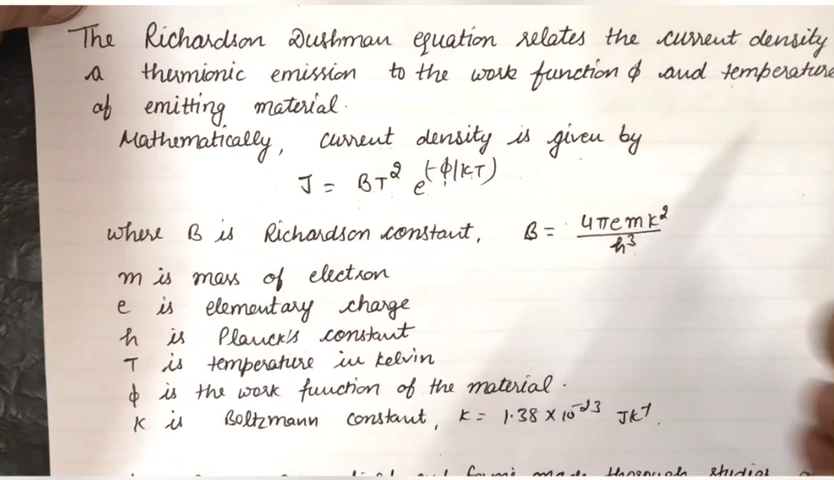 The Richardson Dushman equation relates the current density
a thermionic emission to the work function ϕ and temperature
of emitting material.
Mathematically, current density is given by
J = BT² e^(-ϕ/kT)
where B is Richardson constant, B = 4πemk²/h³
m is mass of electron
e is elementary charge
h is Planck's constant
T is temperature in kelvin
ϕ is the work function of the material.
K is Boltzmann constant, K = 1.38 × 10⁻²³ JK⁻¹.
through studies